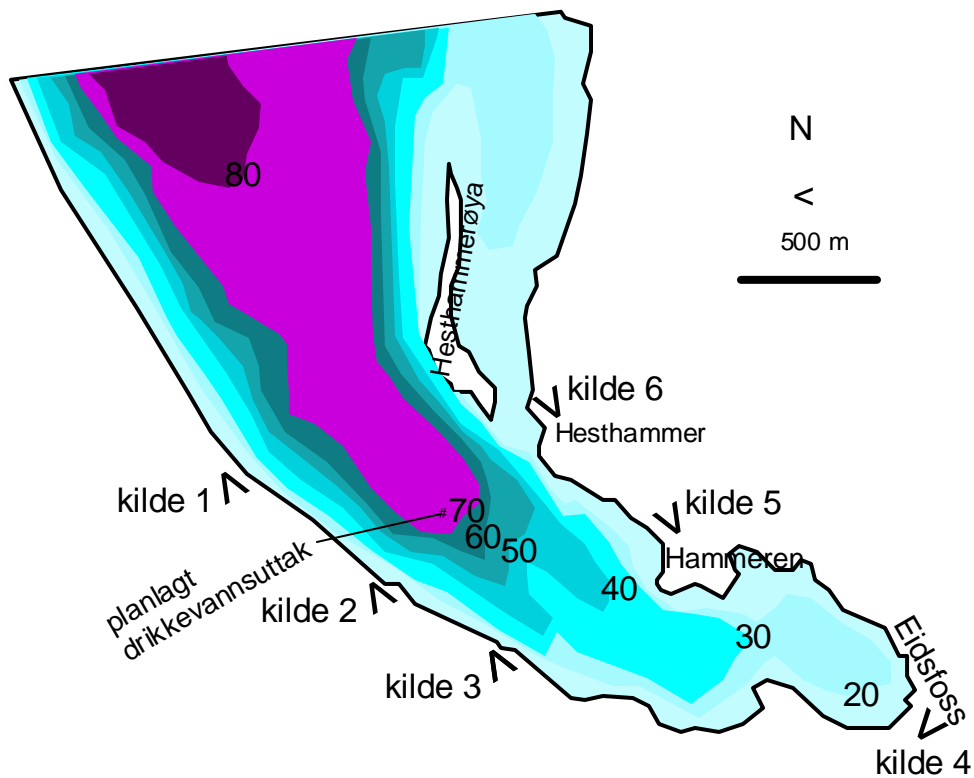 N
<
500 m
80
Hesthammerøya
kilde 6
Hesthammer
kilde 1
70
60
50
kilde 5
Hammeren
40
planlagt
drikkevannsuttak
kilde 2
30
Eidsfoss
kilde 3
20
kilde 4